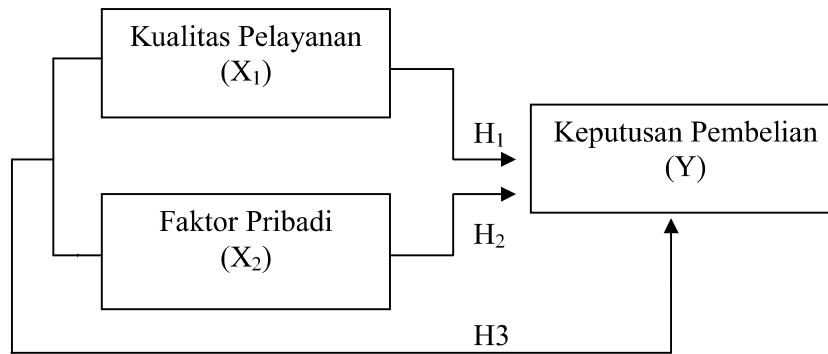 Kualitas Pelayanan
(X₁)
H₁
Keputusan Pembelian
(Y)
Faktor Pribadi
(X₂)
H₂
H3